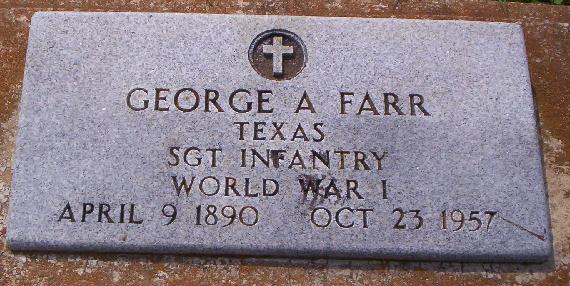 GEORGE A FARR
TEXAS
SGT INFANTRY
WORLD WAR I
APRIL 9 1890 OCT 23 1957